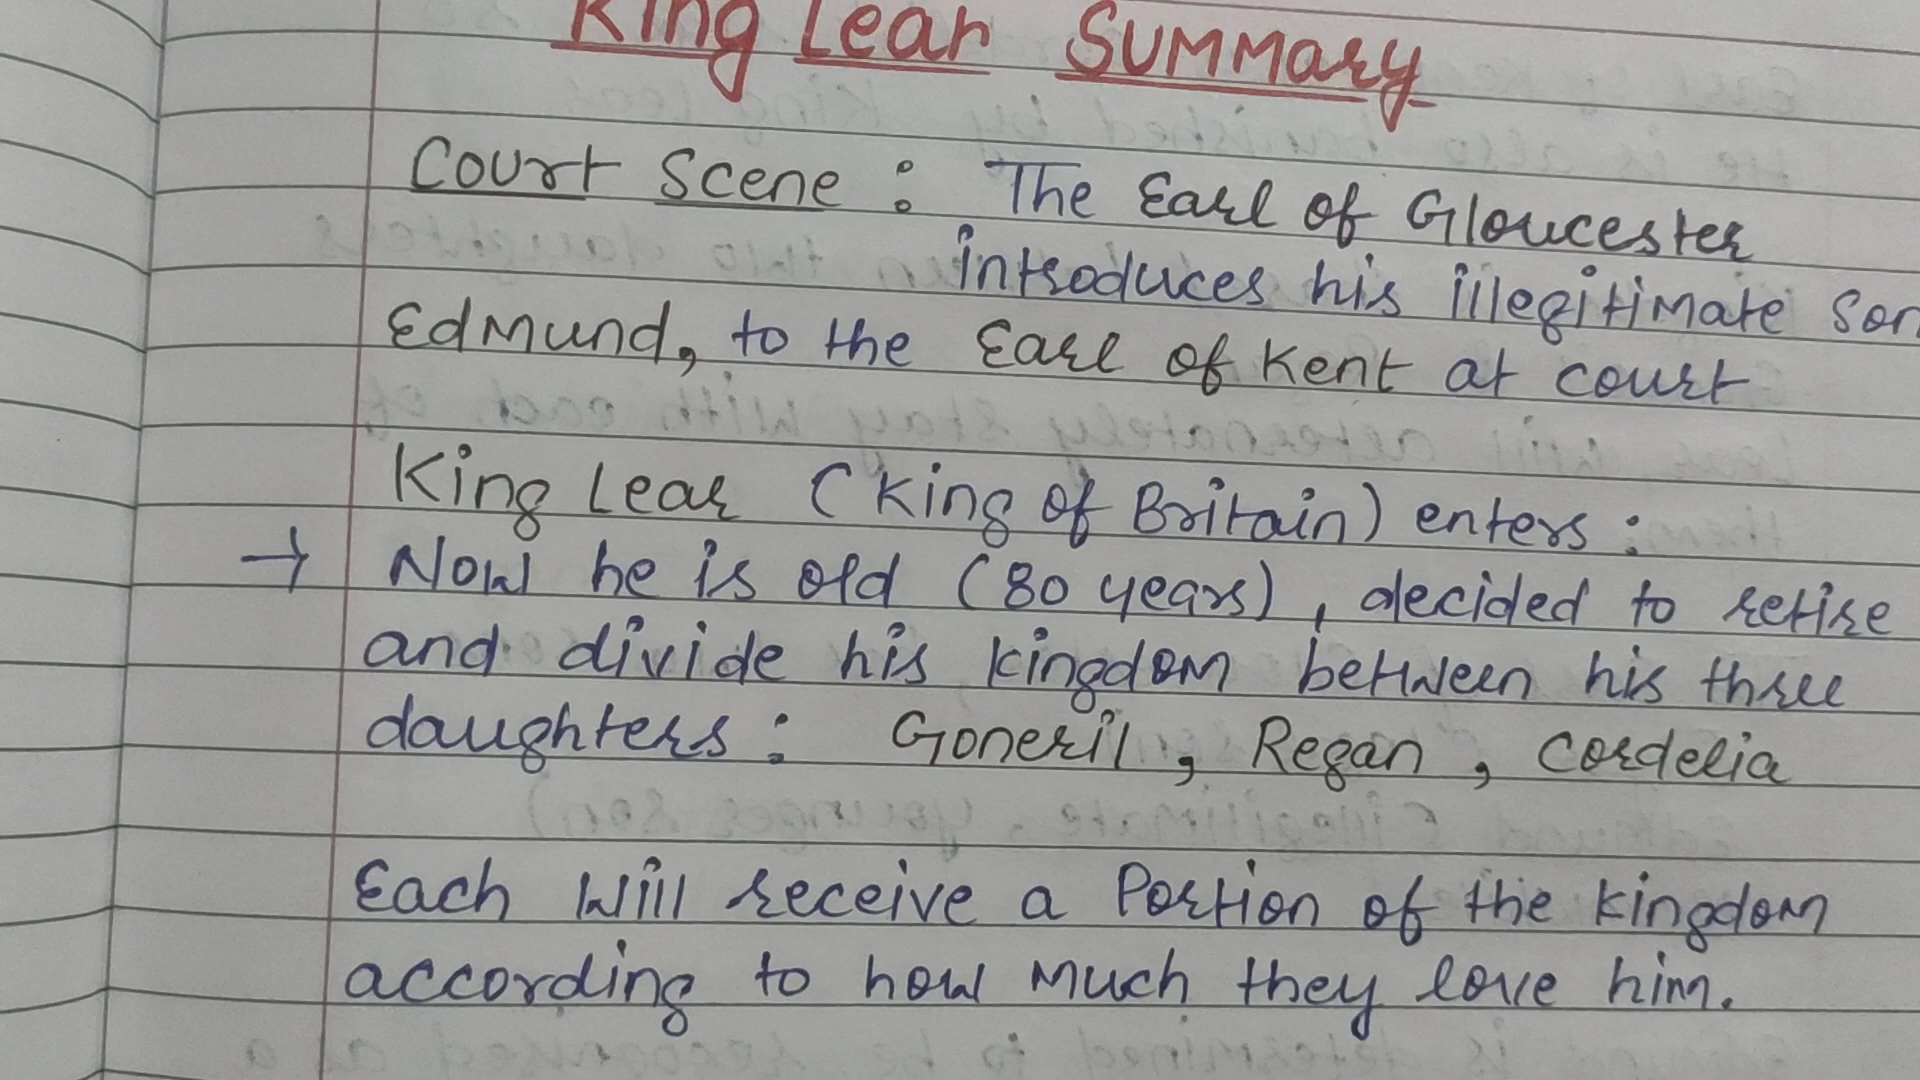 King Lear Summary
Court Scene : The Earl of Gloucester
introduces his illegitimate son
Edmund, to the Earl of Kent at court
King Lear (King of Britain) enters :
→ Now he is old (80 years), decided to retire
and divide his kingdom between his three
daughters : Goneril, Regan, Cordelia
Each will receive a Portion of the kingdom
according to how much they love him.